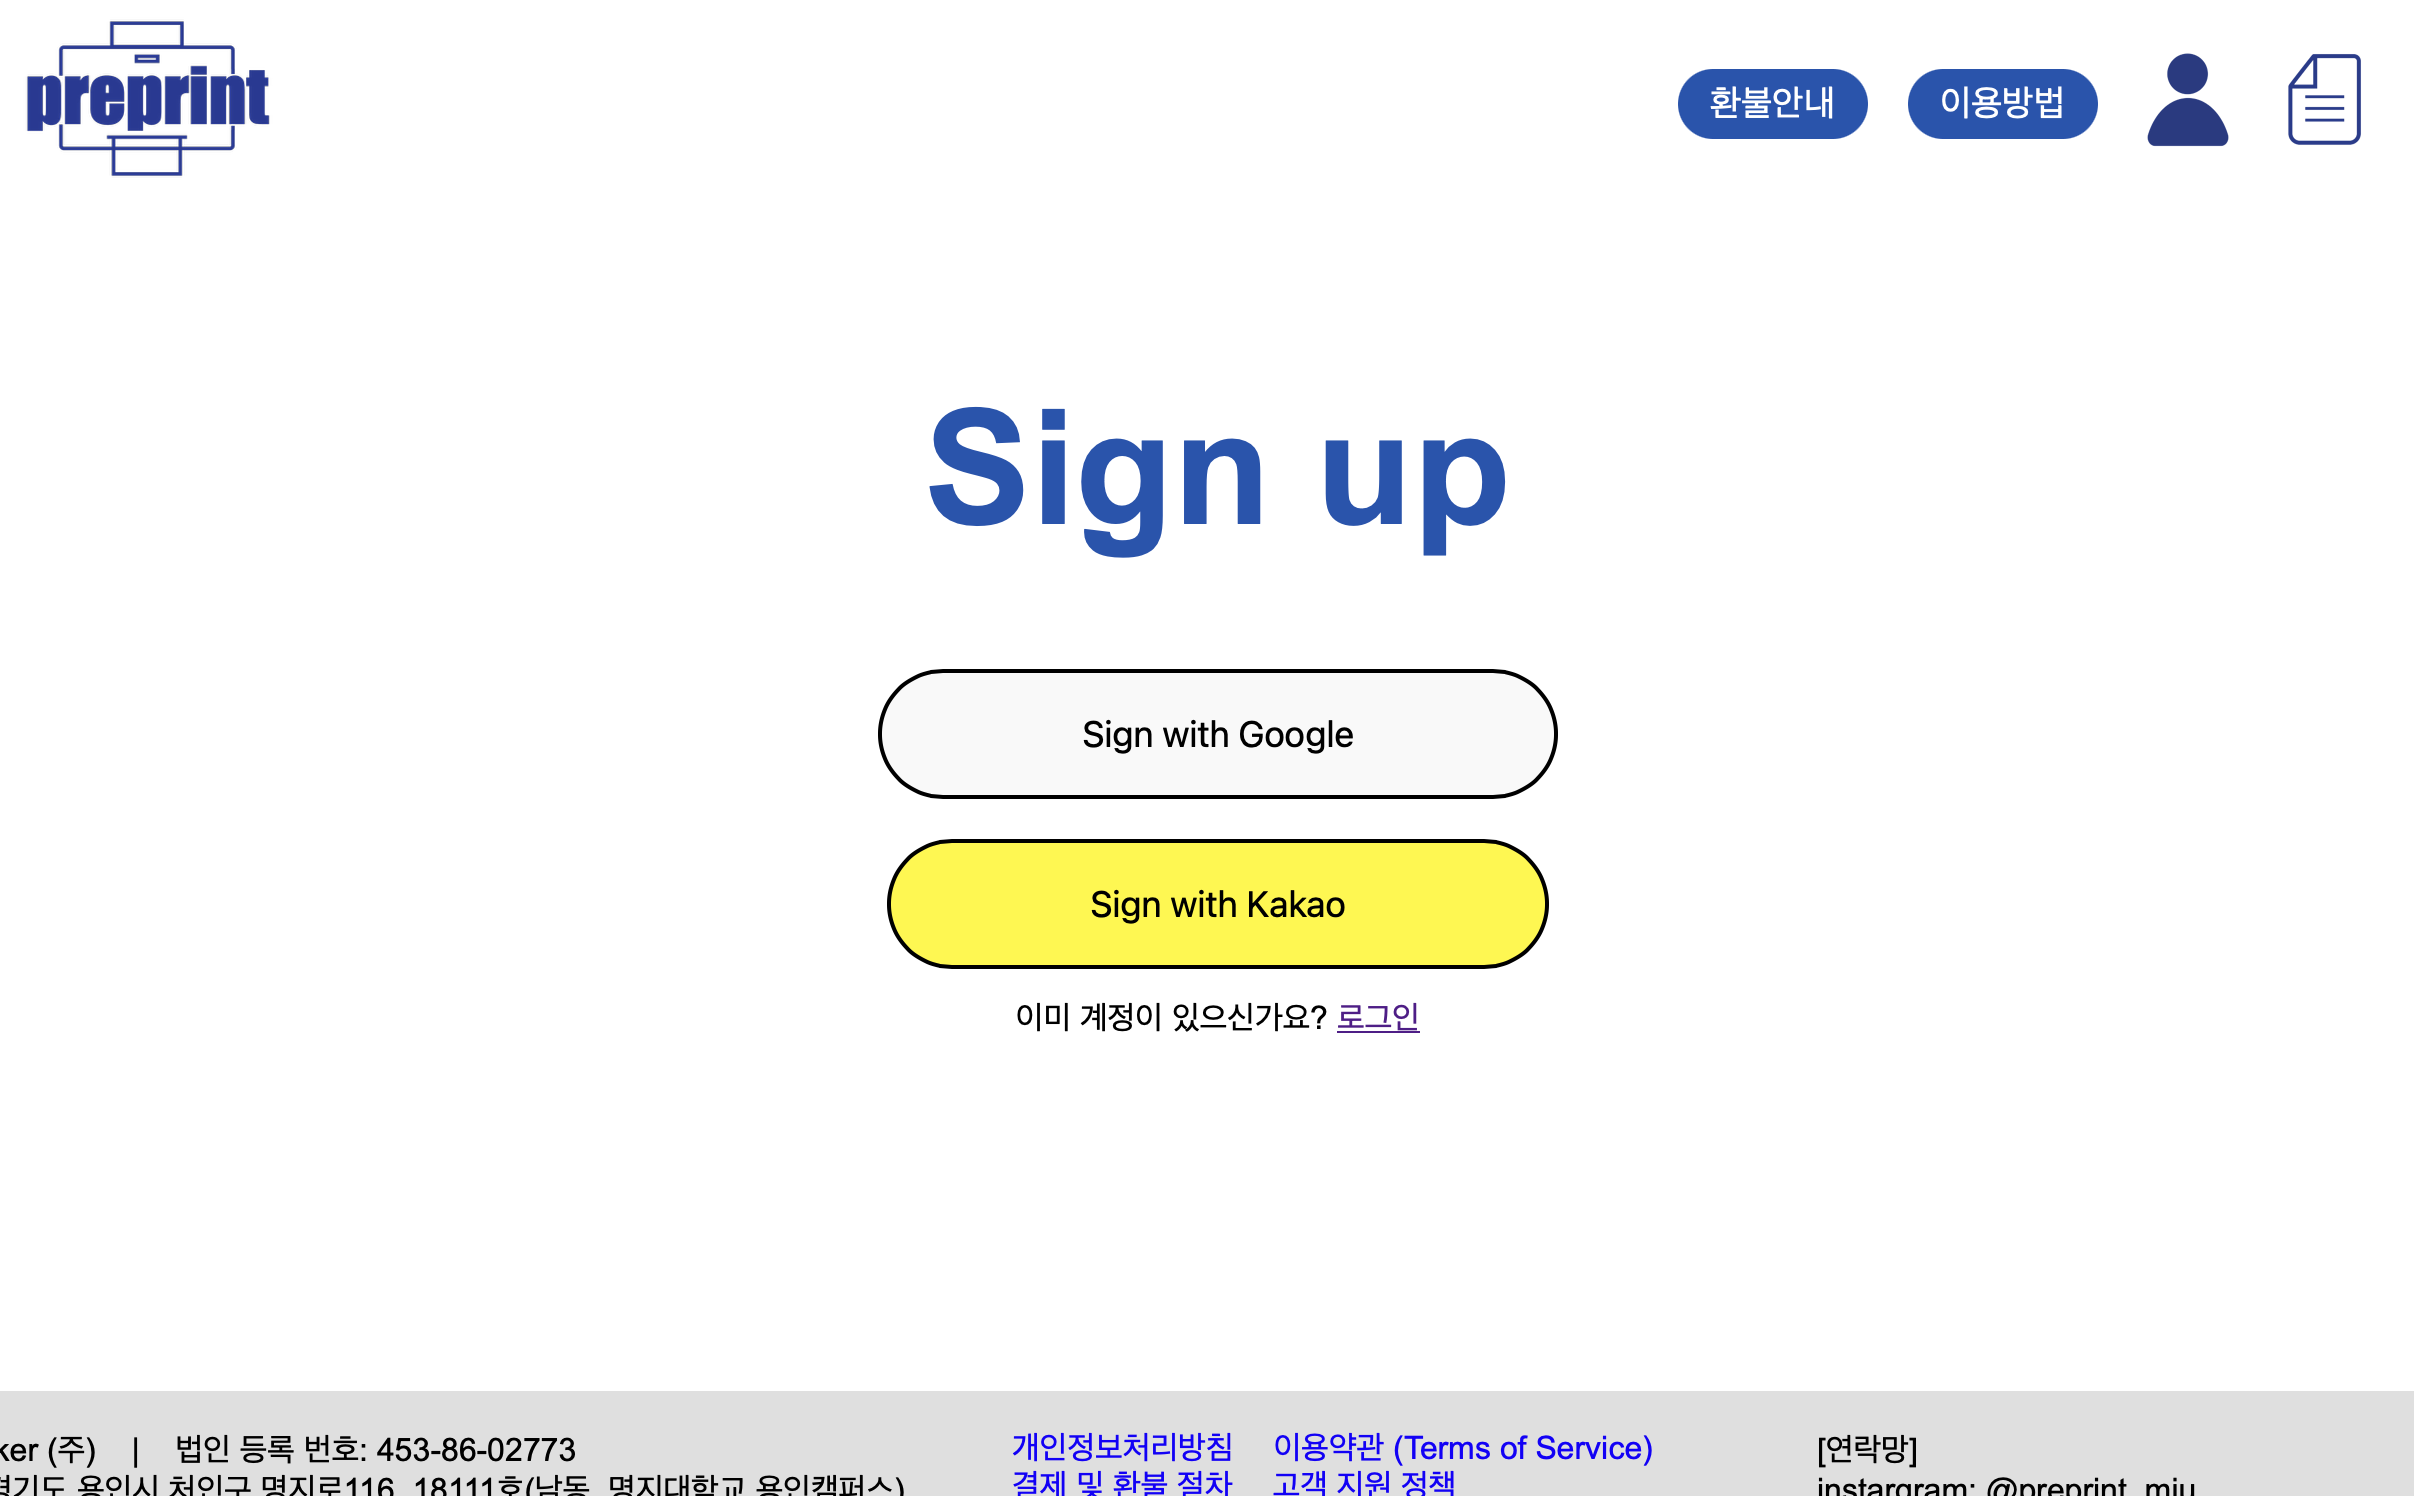 preprint
환불안내
이용방법
Sign up
Sign with Google
Sign with Kakao
이미 계정이 있으신가요? 로그인
ker (주) | 법인 등록 번호: 453-86-02773
경기도 용인시 처인구 명지로116, 18111호(남동, 명지대학교 용인캠퍼스)
개인정보처리방침 이용약관 (Terms of Service)
결제 및 환불 절차 고객 지원 정책
[연락망]
instargram: @preprint_mju